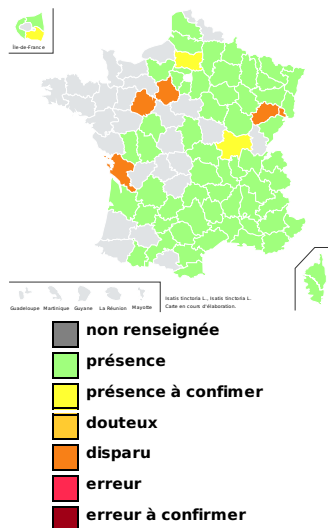 Île-de-France
Guadeloupe Martinique Guyane La Réunion Mayotte
Isatis tinctoria L., Isatis tinctoria L.
Carte en cours d'élaboration.
non renseignée
présence
présence à confimer
douteux
disparu
erreur
erreur à confirmer